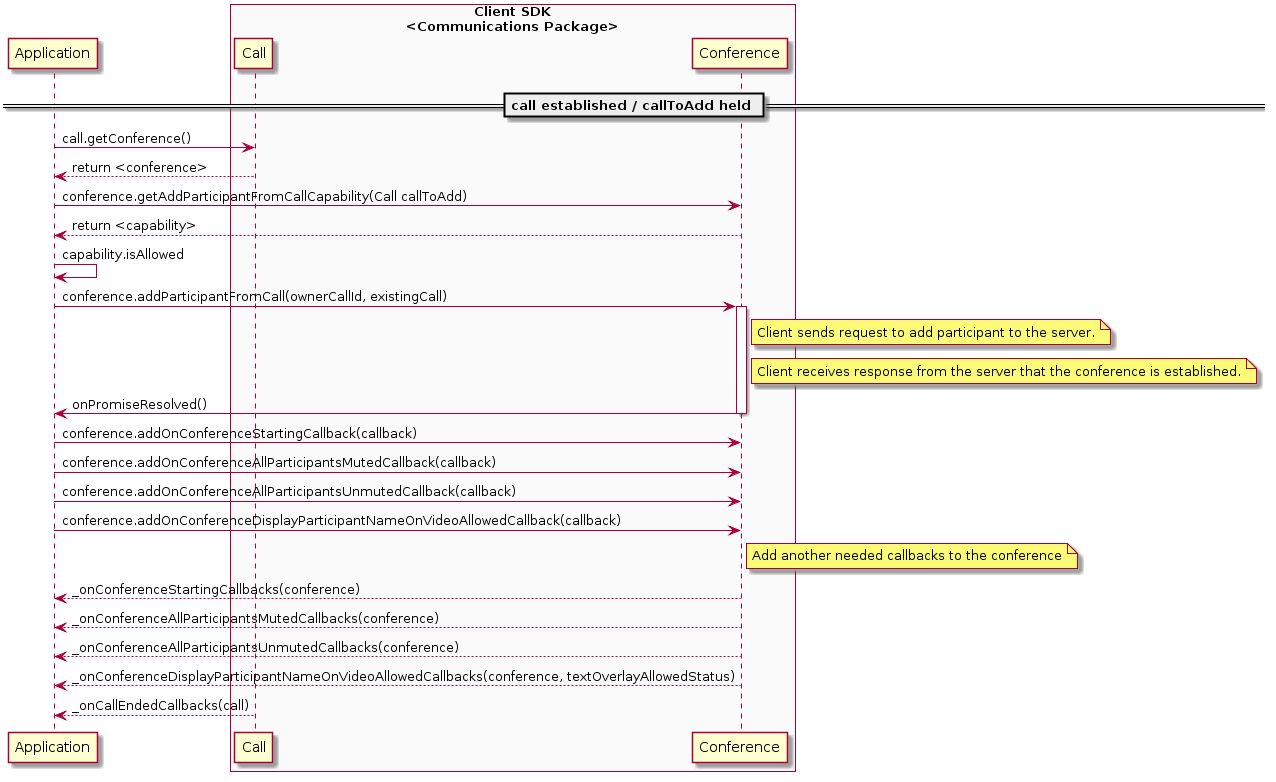 Client SDK
<Communications Package>
Application
Call
Conference
call established / callToAdd held
call.getConference()
return <conference>
conference.getAddParticipantFromCallCapability(Call callToAdd)
return <capability>
capability.isAllowed
conference.addParticipantFromCall(ownerCallId, existingCall)
Client sends request to add participant to the server.
Client receives response from the server that the conference is established.
onPromiseResolved()
conference.addOnConferenceStartingCallback(callback)
conference.addOnConferenceAllParticipantsMutedCallback(callback)
conference.addOnConferenceAllParticipantsUnmutedCallback(callback)
conference.addOnConferenceDisplayParticipantNameOnVideoAllowedCallback(callback)
Add another needed callbacks to the conference
_onConferenceStartingCallbacks(conference)
_onConferenceAllParticipantsMutedCallbacks(conference)
_onConferenceAllParticipantsUnmutedCallbacks(conference)
_onConferenceDisplayParticipantNameOnVideoAllowedCallbacks(conference, textOverlayAllowedStatus)
_onCallEndedCallbacks(call)
Application
Call
Conference